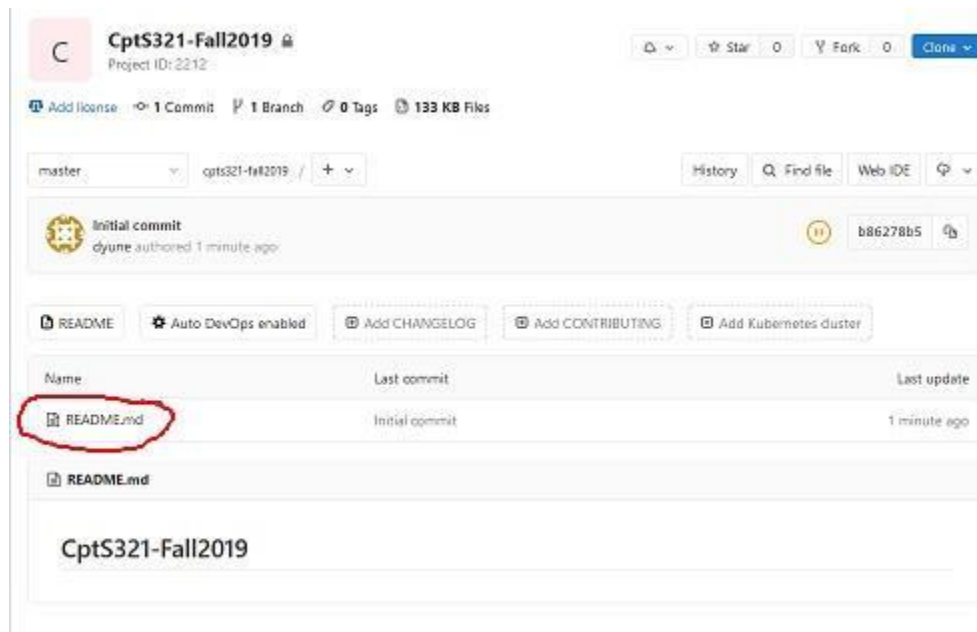 C
CptS321-Fall2019
Project ID: 2212
Star 0
Fork 0
Clone
Add license
1 Commit
1 Branch
0 Tags
133 KB Files
master
cpts321-fall2019 / +
History
Find file
Web IDE
Initial commit
dyune authored 1 minute ago
b86278b5
README
Auto DevOps enabled
Add CHANGELOG
Add CONTRIBUTING
Add Kubernetes cluster
Name
Last commit
Last update
README.md
Initial commit
1 minute ago
README.md
CptS321-Fall2019